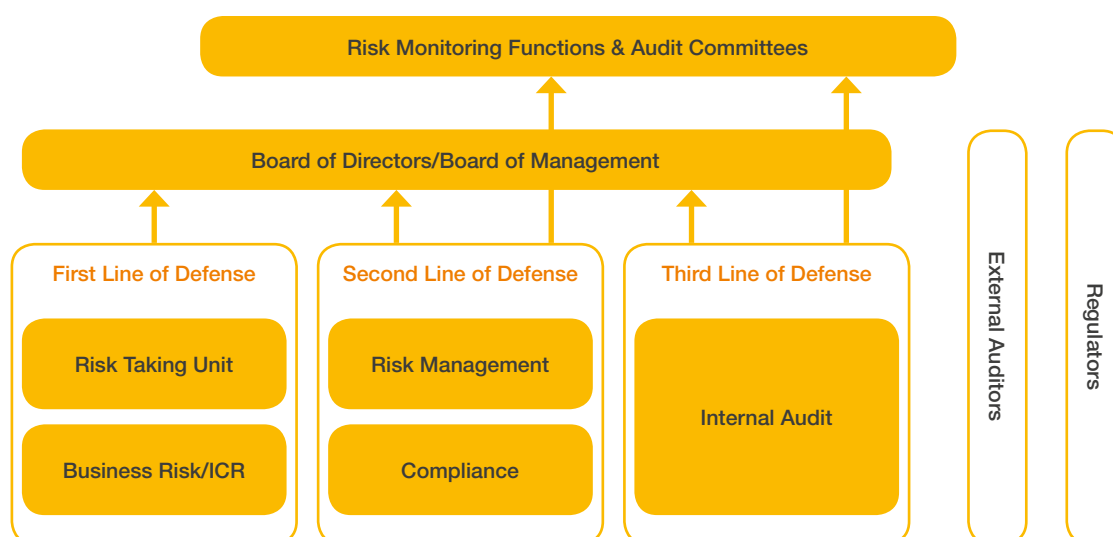 Risk Monitoring Functions & Audit Committees
Board of Directors/Board of Management
First Line of Defense
Risk Taking Unit
Business Risk/ICR
Second Line of Defense
Risk Management
Compliance
Third Line of Defense
Internal Audit
External Auditors
Regulators